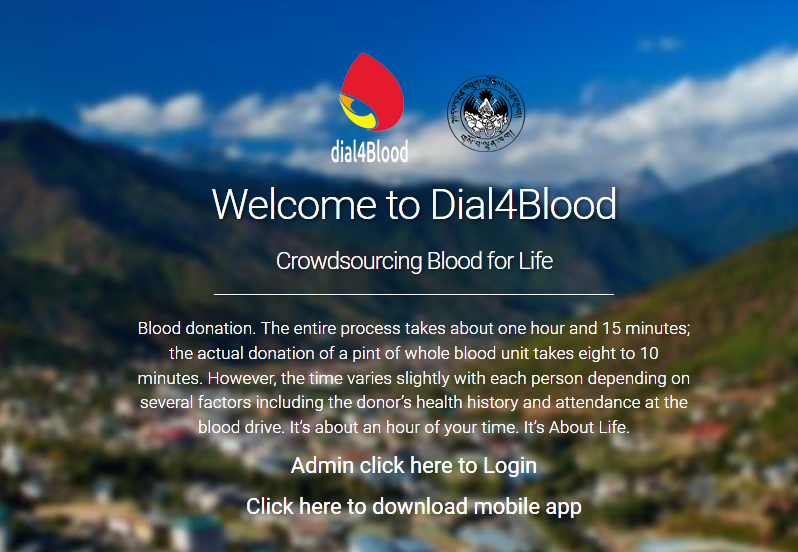 dial4Blood
Welcome to Dial4Blood
Crowdsourcing Blood for Life
Blood donation. The entire process takes about one hour and 15 minutes;
the actual donation of a pint of whole blood unit takes eight to 10
minutes. However, the time varies slightly with each person depending on
several factors including the donor's health history and attendance at the
blood drive. It's about an hour of your time. It's About Life.
Admin click here to Login
Click here to download mobile app